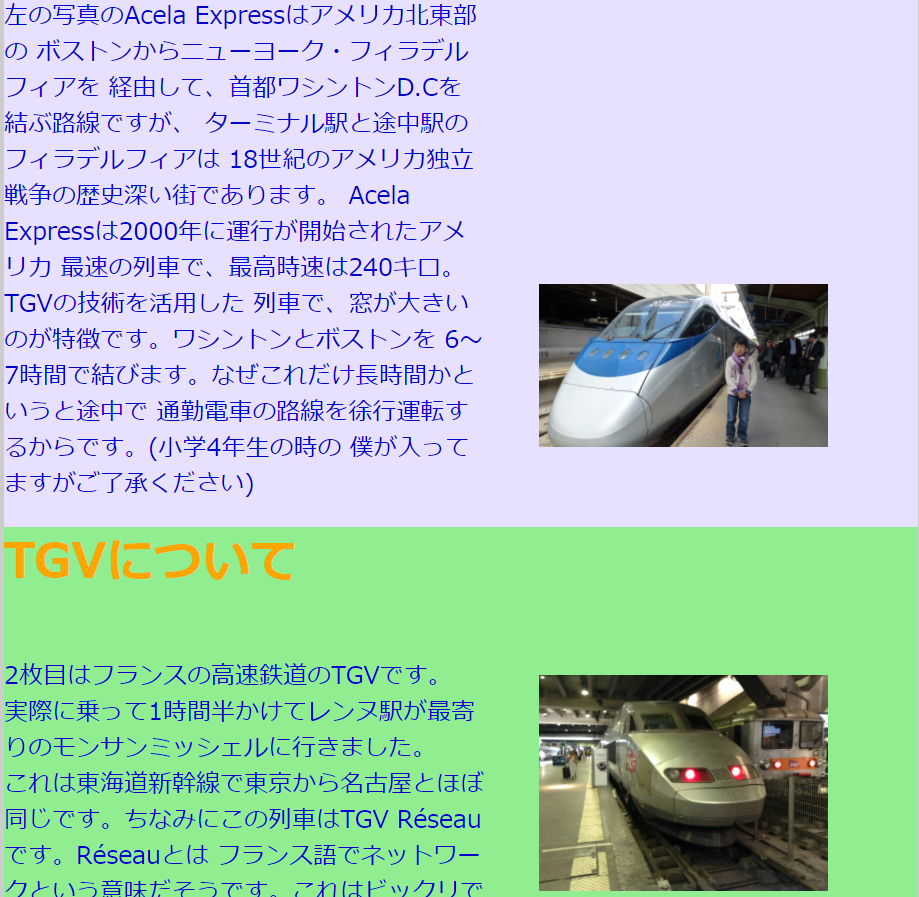 左の写真のAcela Expressはアメリカ北東部
の ボストンからニューヨーク・フィラデル
フィアを 経由して、首都ワシントンD.Cを
結ぶ路線ですが、 ターミナル駅と途中駅の
フィラデルフィアは 18世紀のアメリカ独立
戦争の歴史深い街であります。 Acela
Expressは2000年に運行が開始されたアメ
リカ 最速の列車で、最高時速は240キロ。
TGVの技術を活用した 列車で、窓が大きい
のが特徴です。ワシントンとボストンを 6～
7時間で結びます。なぜこれだけ長時間かと
いうと途中で 通勤電車の路線を徐行運転す
るからです。(小学4年生の時の 僕が入って
ますがご了承ください)
TGVについて
2枚目はフランスの高速鉄道のTGVです。
実際に乗って1時間半かけてレンヌ駅が最寄
りのモンサンミッシェルに行きました。
これは東海道新幹線で東京から名古屋とほぼ
同じです。ちなみにこの列車はTGV Réseau
です。Réseauとは フランス語でネットワー
クという意味だそうです。これはビックリで